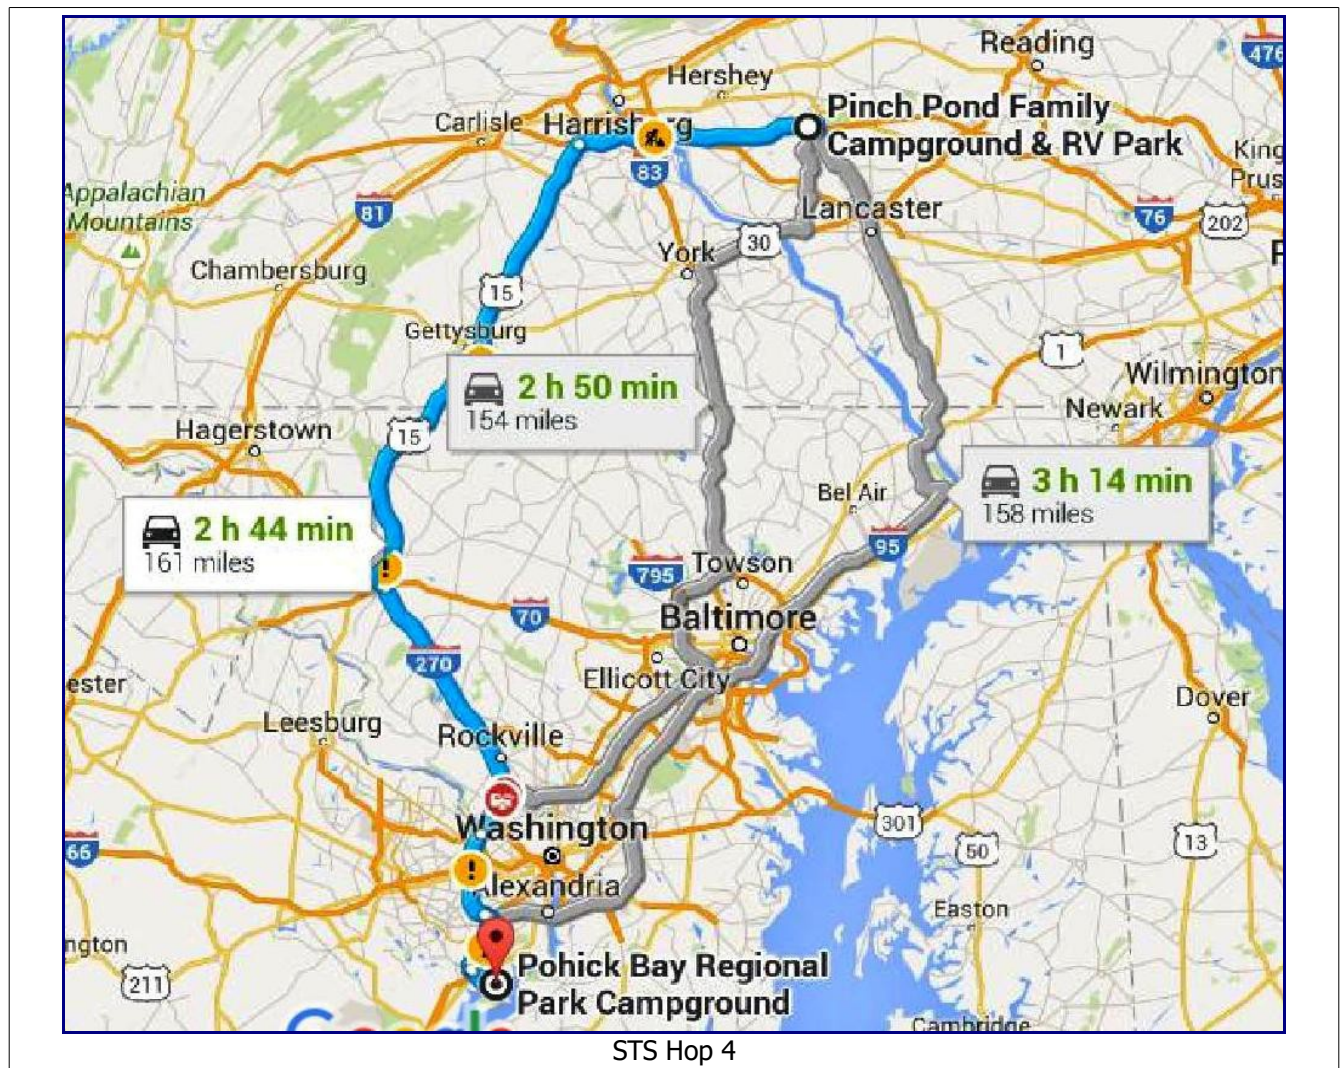 Reading
476
Hershey
Pinch Pond Family
Campground & RV Park
Carlisle
83
King
Prus
Appalachian
Mountains
81
Lancaster
76
202
York
30
Chambersburg
15
Gettysburg
1
2 h 50 min
154 miles
Wilmington
Newark
15
Hagerstown
3 h 14 min
158 miles
Bel Air
2 h 44 min
161 miles
95
Towson
795
70
Baltimore
270
Ellicott City
ester
Dover
Leesburg
Rockville
Washington
301
13
66
50
Alexandria
Easton
ngton
211
Pohick Bay Regional
Park Campground
Cambridge
STS Hop 4